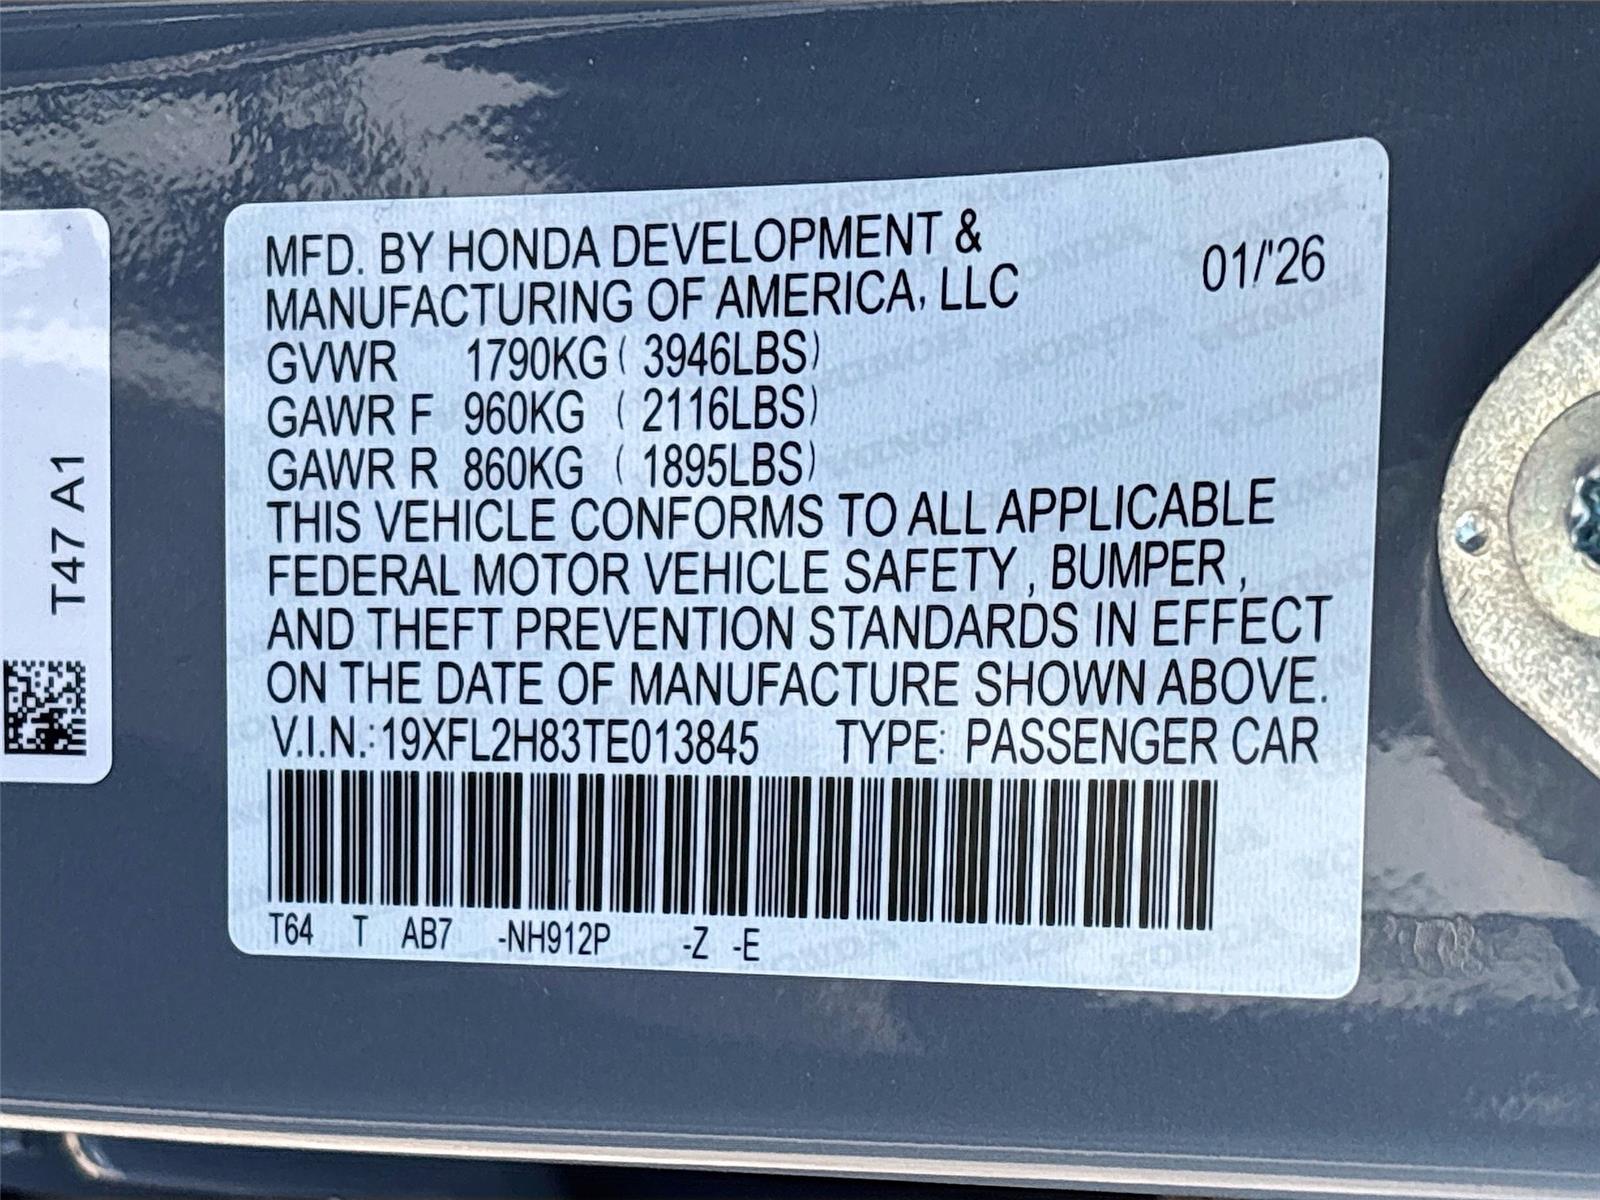 T47 A1
MFD. BY HONDA DEVELOPMENT &
MANUFACTURING OF AMERICA, LLC
01/'26
GVWR 1790KG ( 3946LBS)
GAWR F 960KG ( 2116LBS)
GAWR R 860KG ( 1895LBS)
THIS VEHICLE CONFORMS TO ALL APPLICABLE
FEDERAL MOTOR VEHICLE SAFETY , BUMPER ,
AND THEFT PREVENTION STANDARDS IN EFFECT
ON THE DATE OF MANUFACTURE SHOWN ABOVE.
V.I.N.: 19XFL2H83TE013845 TYPE: PASSENGER CAR
T64 T AB7 -NH912P -Z -E